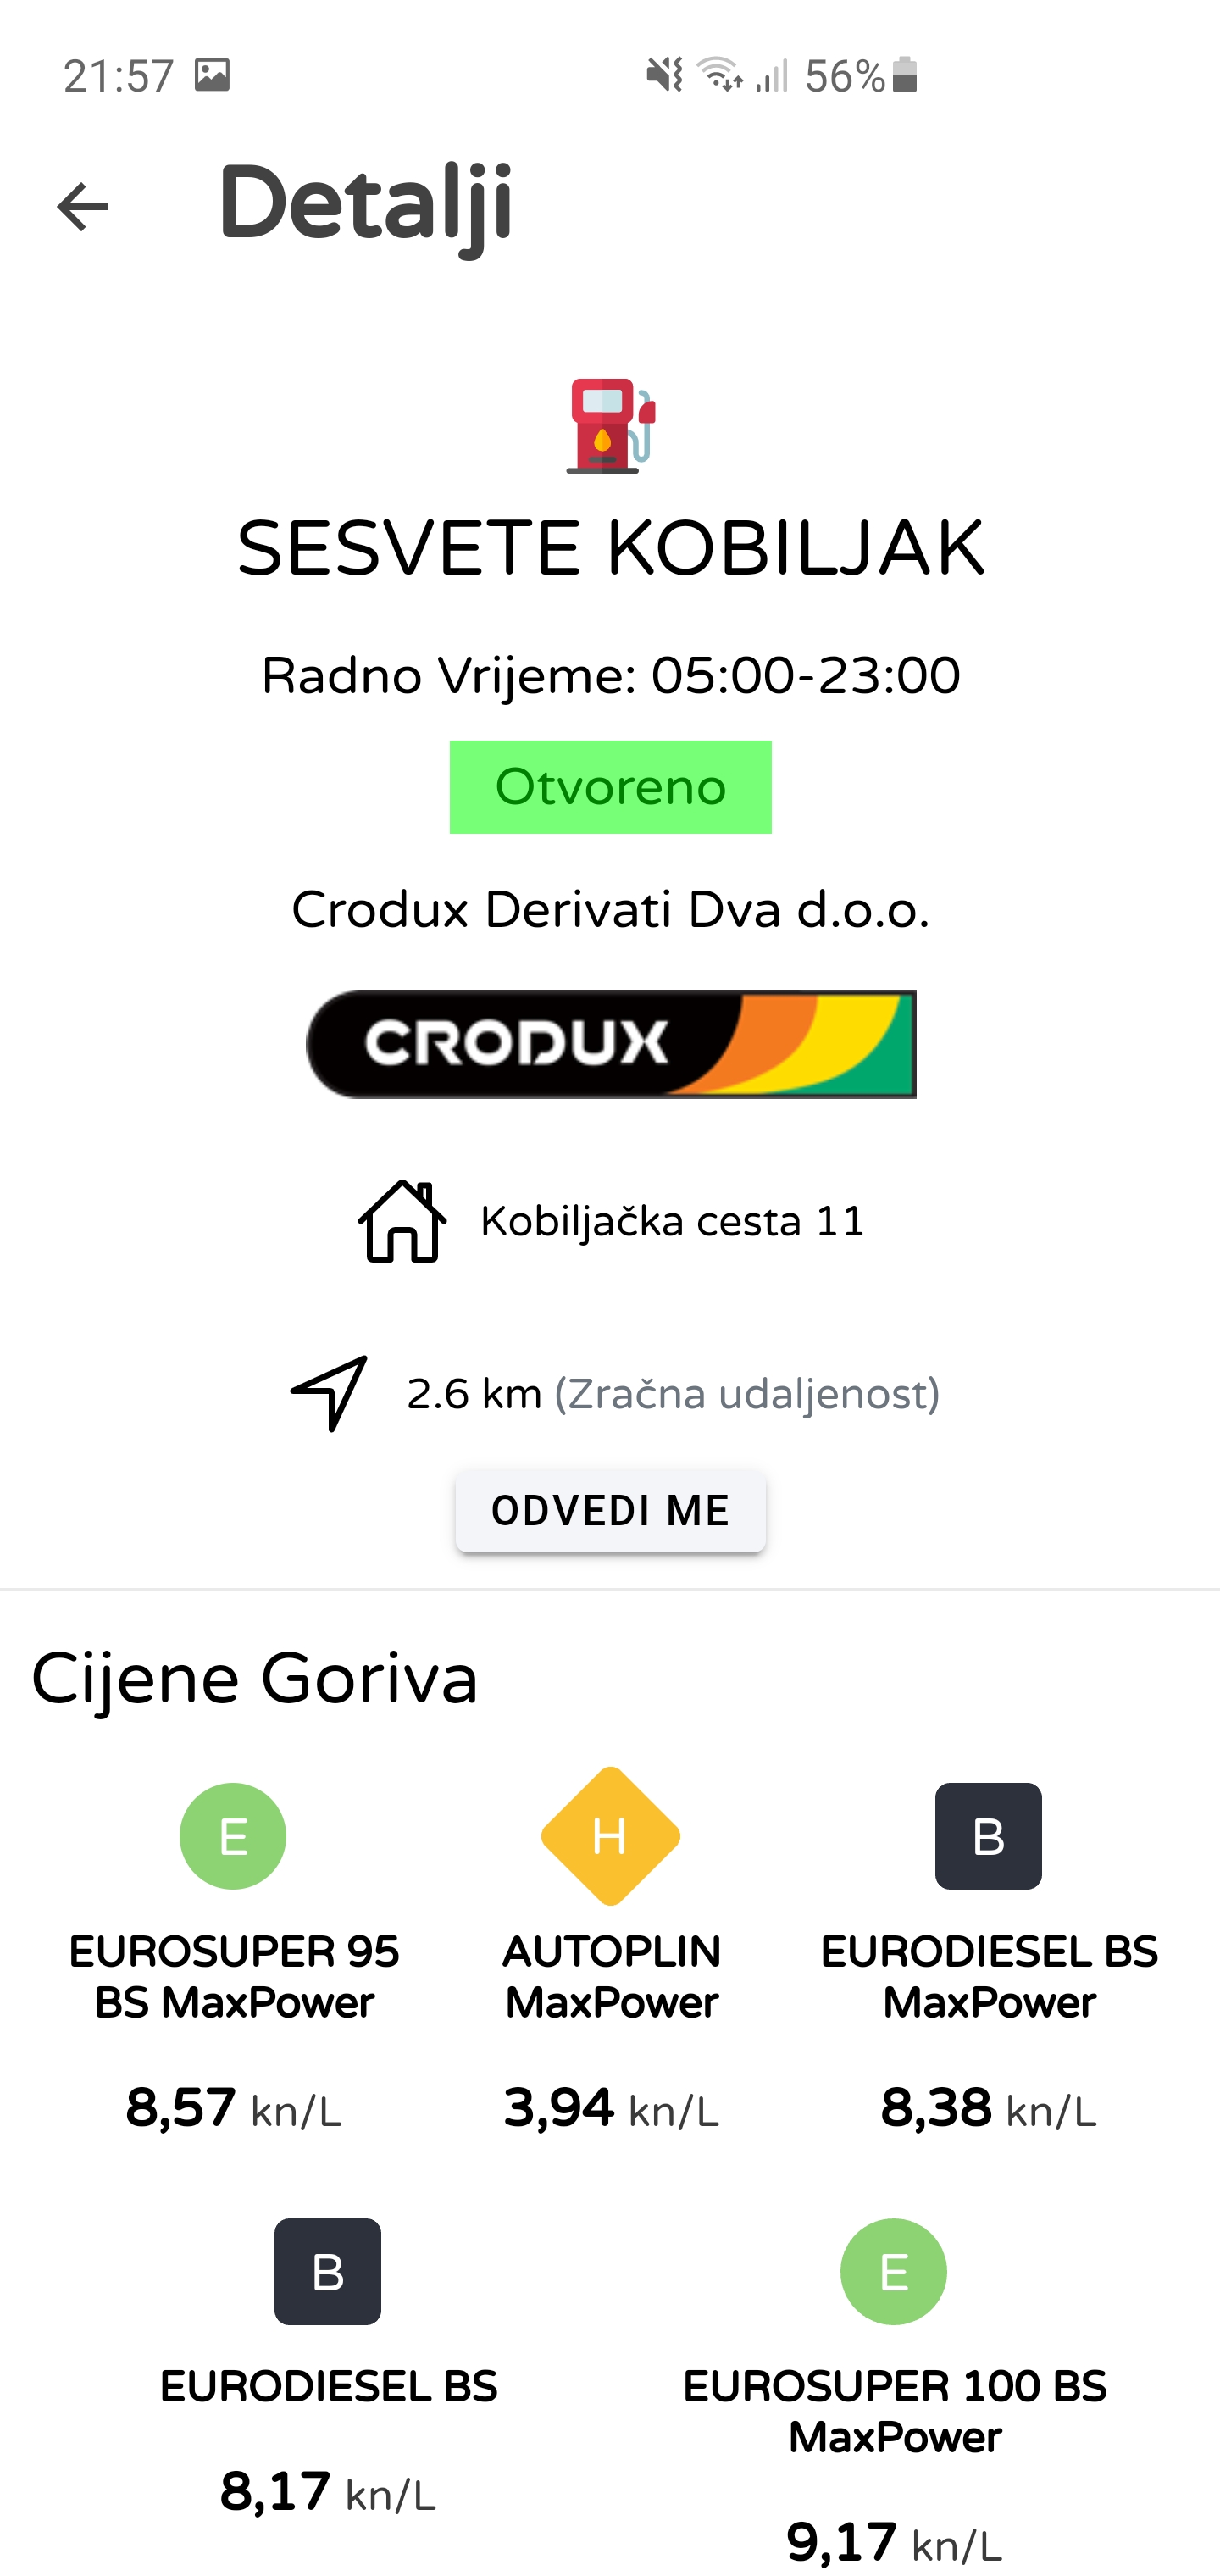 21:57
56%
Detalji
SESVETE KOBILJAK
Radno Vrijeme: 05:00-23:00
Otvoreno
Crodux Derivati Dva d.o.o.
CRODUX
Kobiljačka cesta 11
2.6 km (Zračna udaljenost)
ODVEDI ME
Cijene Goriva
E
EUROSUPER 95
BS MaxPower
8,57 kn/L
H
AUTOPLIN
MaxPower
3,94 kn/L
B
EURODIESEL BS
MaxPower
8,38 kn/L
B
EURODIESEL BS
8,17 kn/L
E
EUROSUPER 100 BS
MaxPower
9,17 kn/L